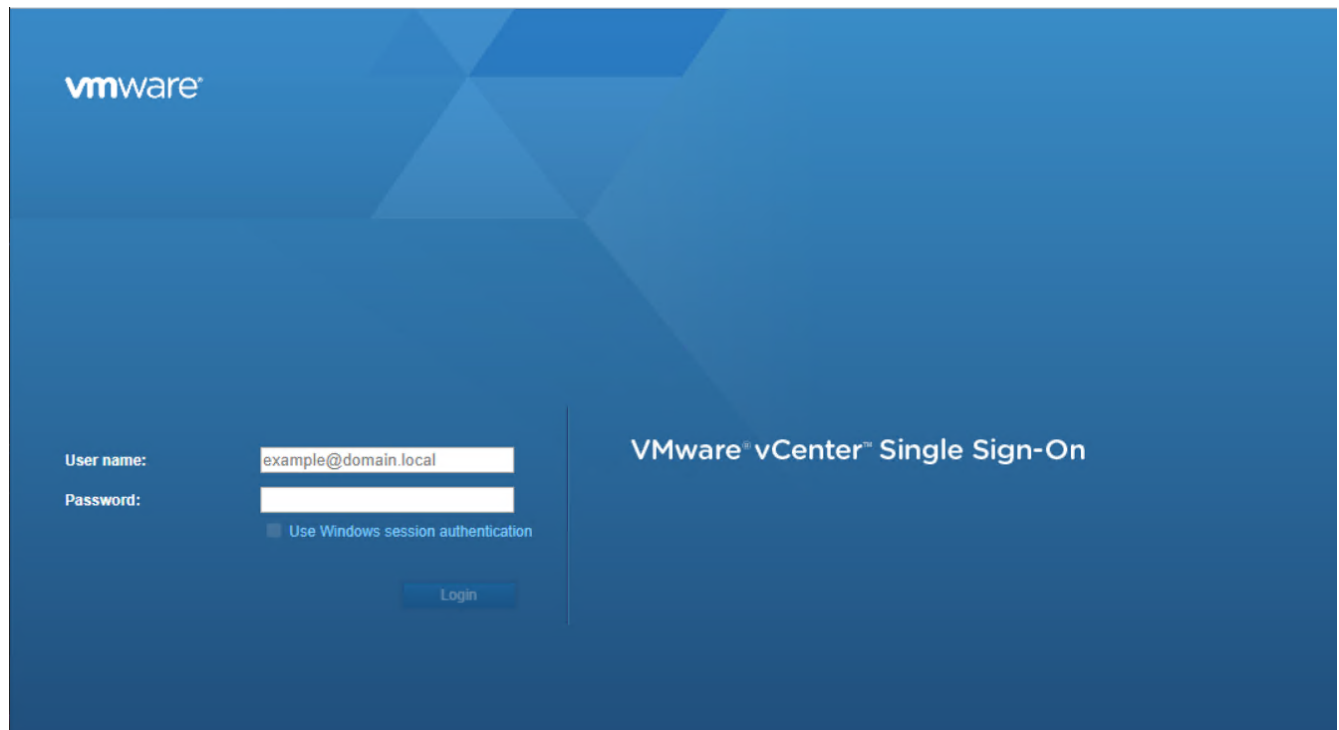 vmware®
User name:
example@domain.local
VMware® vCenter™ Single Sign-On
Password:
Use Windows session authentication
Login